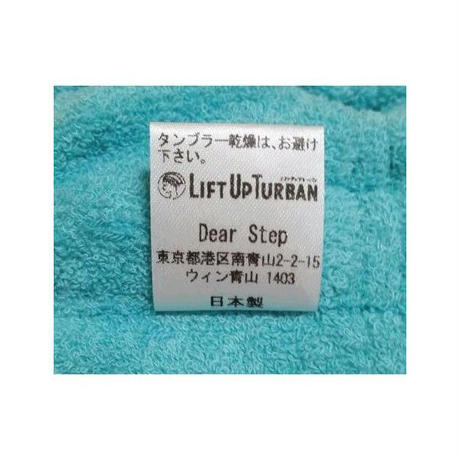 タンブラー乾燥は、お避け
下さい。
LIFT UP TURBAN
Dear Step
東京都港区南青山2-2-15
ウィン青山 1403
日本製